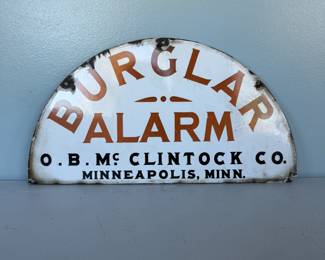 BURGLAR
ALARM
O.B. Mc CLINTOCK CO.
MINNEAPOLIS, MINN.